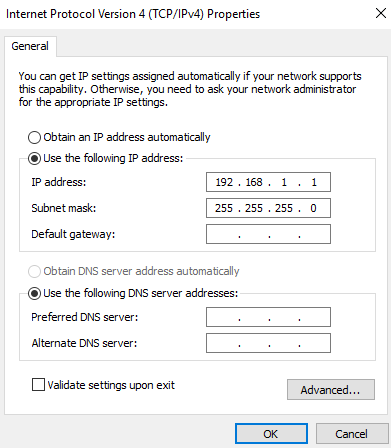 Internet Protocol Version 4 (TCP/IPv4) Properties
General
You can get IP settings assigned automatically if your network supports
this capability. Otherwise, you need to ask your network administrator
for the appropriate IP settings.
Obtain an IP address automatically
Use the following IP address:
IP address: 192 . 168 . 1 . 1
Subnet mask: 255 . 255 . 255 . 0
Default gateway: . . .
Obtain DNS server address automatically
Use the following DNS server addresses:
Preferred DNS server: . . .
Alternate DNS server: . . .
Validate settings upon exit
Advanced...
OK Cancel